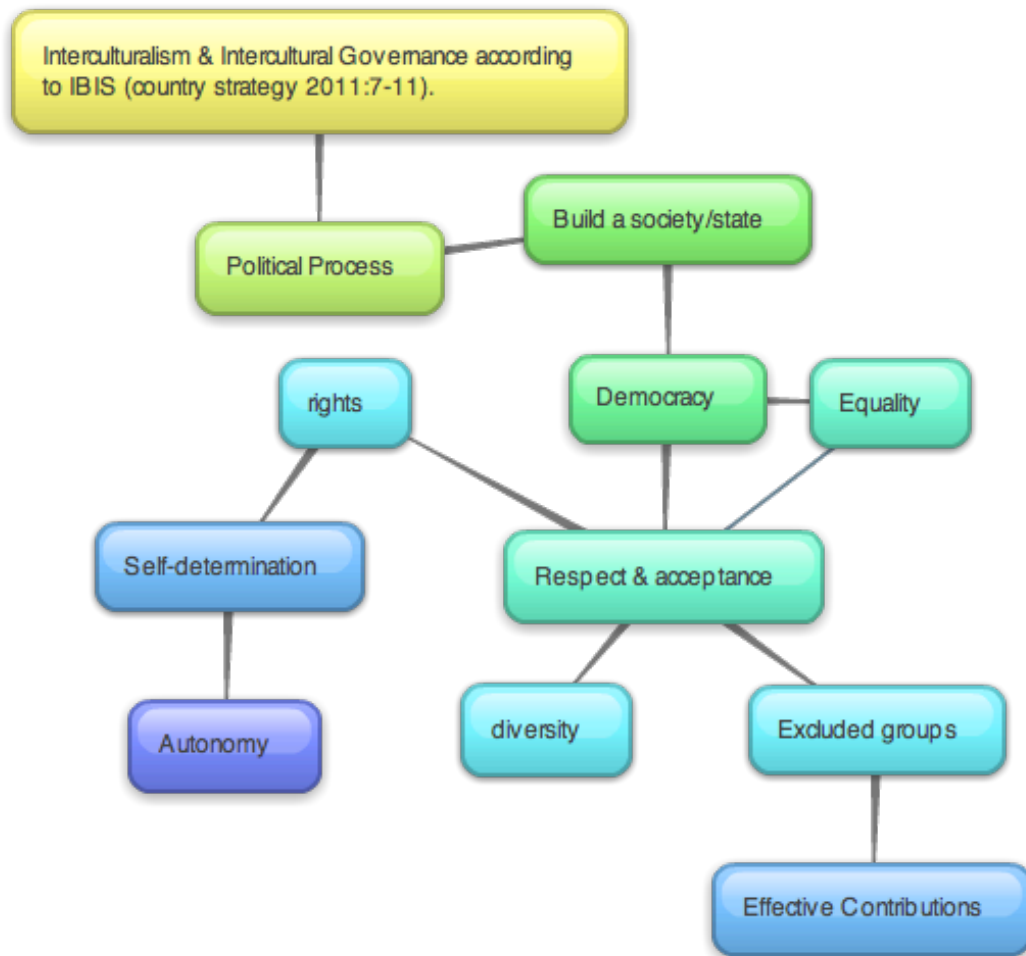 Interculturalism & Intercultural Governance according
to IBIS (country strategy 2011:7-11).
Build a society/state
Political Process
rights
Democracy
Equality
Self-determination
Respect & acceptance
Autonomy
diversity
Excluded groups
Effective Contributions